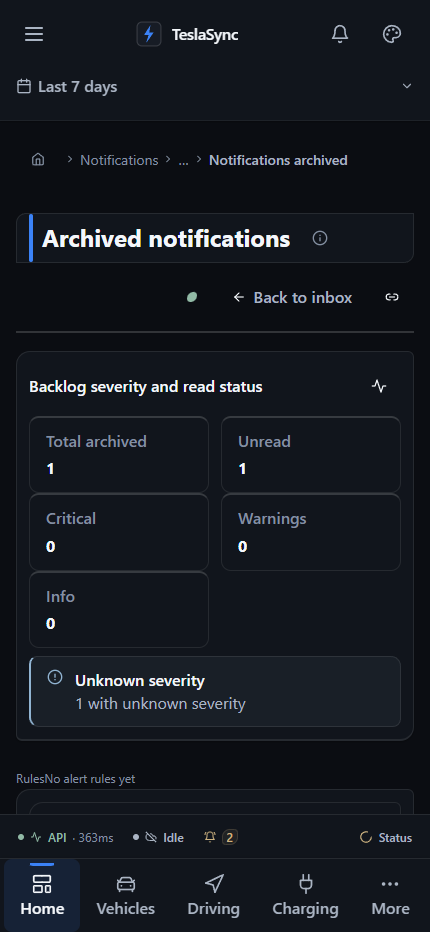 TeslaSync
Last 7 days
Notifications
...
Notifications archived
Archived notifications
Back to inbox
Backlog severity and read status
Total archived
1
Unread
1
Critical
0
Warnings
0
Info
0
Unknown severity
1 with unknown severity
RulesNo alert rules yet
API · 363ms
Idle
2
Status
Home
Vehicles
Driving
Charging
More